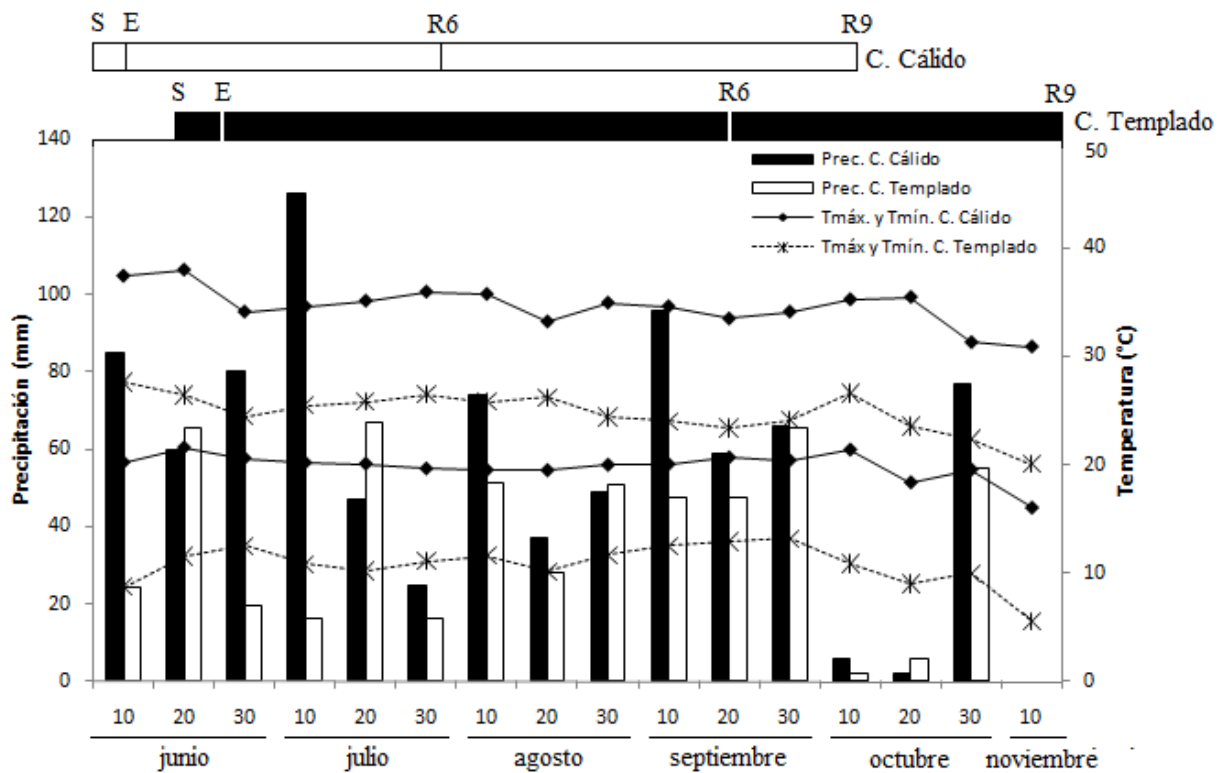 S E R6 R9
C. Cálido
S E R6 R9
C. Templado
140 50
120 40
100 30
80 20
60 10
40 0
20
0
Precipitación (mm)
Temperatura (°C)
Prec. C. Cálido
Prec. C. Templado
Tmáx. y Tmín. C. Cálido
Tmáx y Tmín. C. Templado
10 20 30 10 20 30 10 20 30 10 20 30 10 20 30 10
junio julio agosto septiembre octubre noviembre